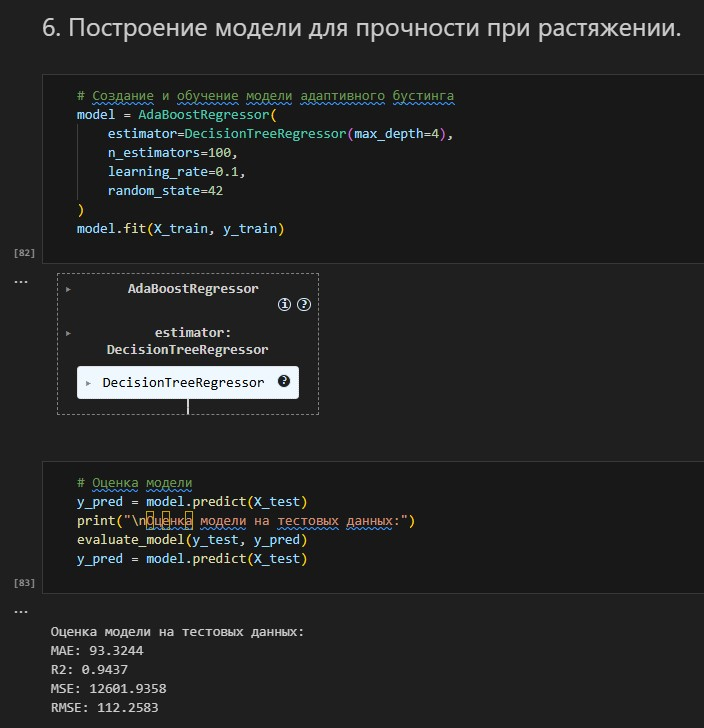 6. Построение модели для прочности при растяжении.
# Создание и обучение модели адаптивного бустинга
model = AdaBoostRegressor(
estimator=DecisionTreeRegressor(max_depth=4),
n_estimators=100,
learning_rate=0.1,
random_state=42
)
model.fit(X_train, y_train)
[82]
...
▸ AdaBoostRegressor
i ?
▸ estimator:
DecisionTreeRegressor
▸ DecisionTreeRegressor ?
# Оценка модели
y_pred = model.predict(X_test)
print("\nОценка модели на тестовых данных:")
evaluate_model(y_test, y_pred)
y_pred = model.predict(X_test)
[83]
...
Оценка модели на тестовых данных:
MAE: 93.3244
R2: 0.9437
MSE: 12601.9358
RMSE: 112.2583